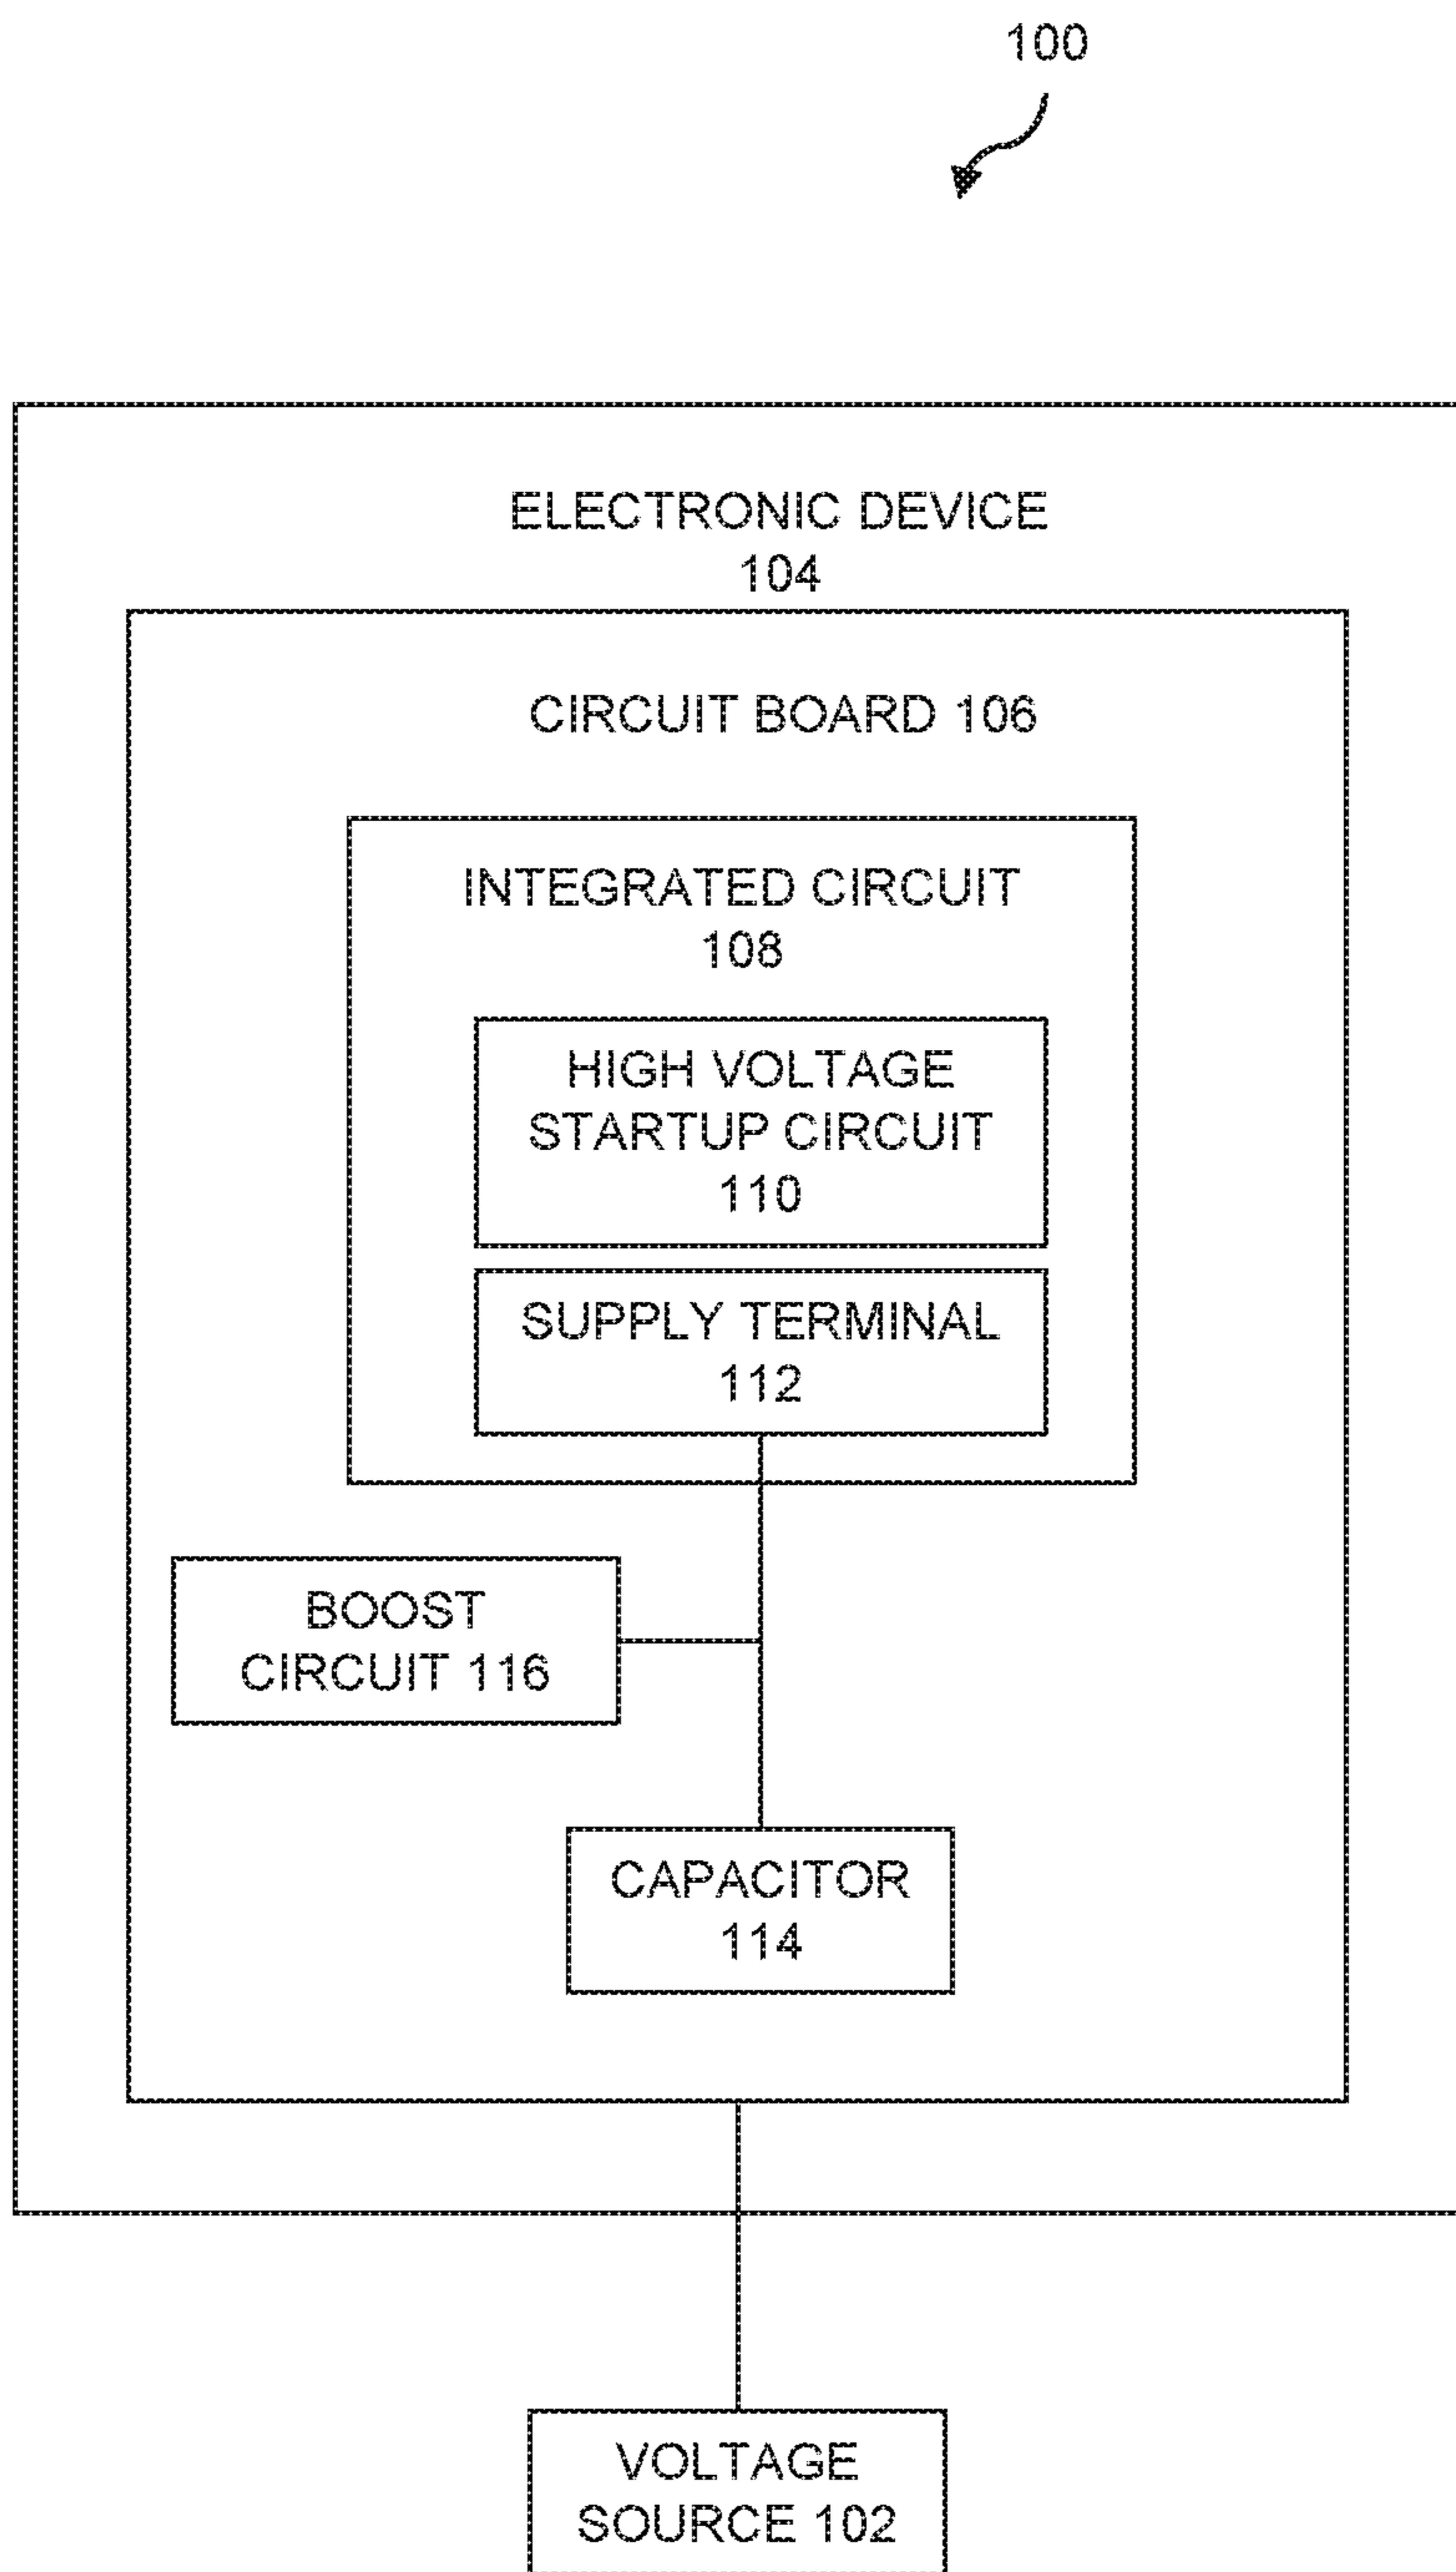 100
ELECTRONIC DEVICE
104
CIRCUIT BOARD 106
INTEGRATED CIRCUIT
108
HIGH VOLTAGE
STARTUP CIRCUIT
110
SUPPLY TERMINAL
112
BOOST
CIRCUIT 116
CAPACITOR
114
VOLTAGE
SOURCE 102